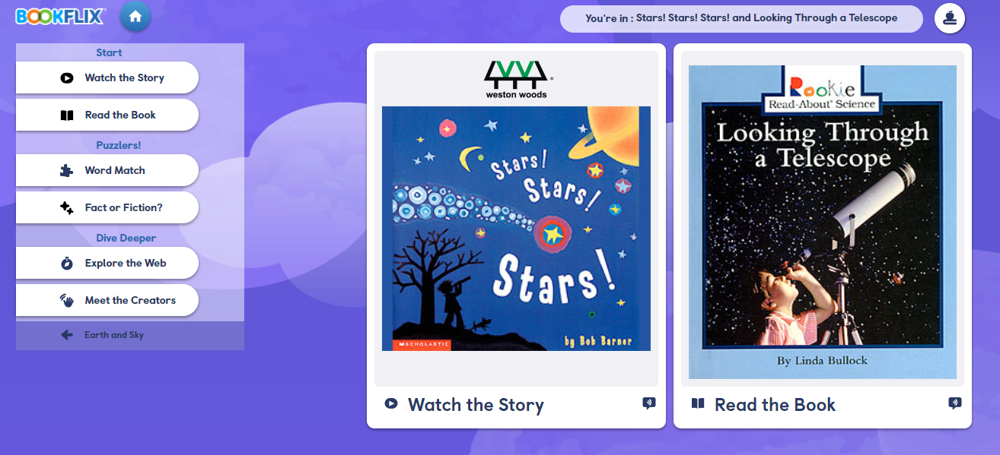 BOOKFLIX
You're in : Stars! Stars! Stars! and Looking Through a Telescope
Start
Watch the Story
Read the Book
Puzzlers!
Word Match
Fact or Fiction?
Dive Deeper
Explore the Web
Meet the Creators
Earth and Sky
weston woods
Stars!
Stars!
Stars!
SCHOLASTIC
by Bob Barner
Watch the Story
Rookie
Read-About® Science
Looking Through
a Telescope
By Linda Bullock
Read the Book